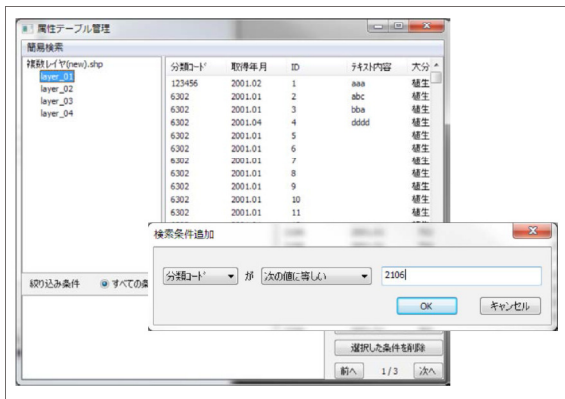 属性テーブル管理
簡易検索
複数レイヤ(new).shp
layer_01
layer_02
layer_03
layer_04
分類ｺｰﾄﾞ 取得年月 ID ﾃｷｽﾄ内容 大分
123456 2001.02 1 aaa 植生
6302 2001.01 2 abc 植生
6302 2001.01 3 bba 植生
6302 2001.04 4 dddd 植生
6302 2001.01 5 植生
6302 2001.01 6 植生
6302 2001.01 7 植生
6302 2001.01 8 植生
6302 2001.01 9 植生
6302 2001.01 10 植生
6302 2001.01 11 植生
検索条件追加
分類ｺｰﾄﾞ が 次の値に等しい 2106
OK キャンセル
絞り込み条件 すべての条
選択した条件を削除
前へ 1/3 次へ